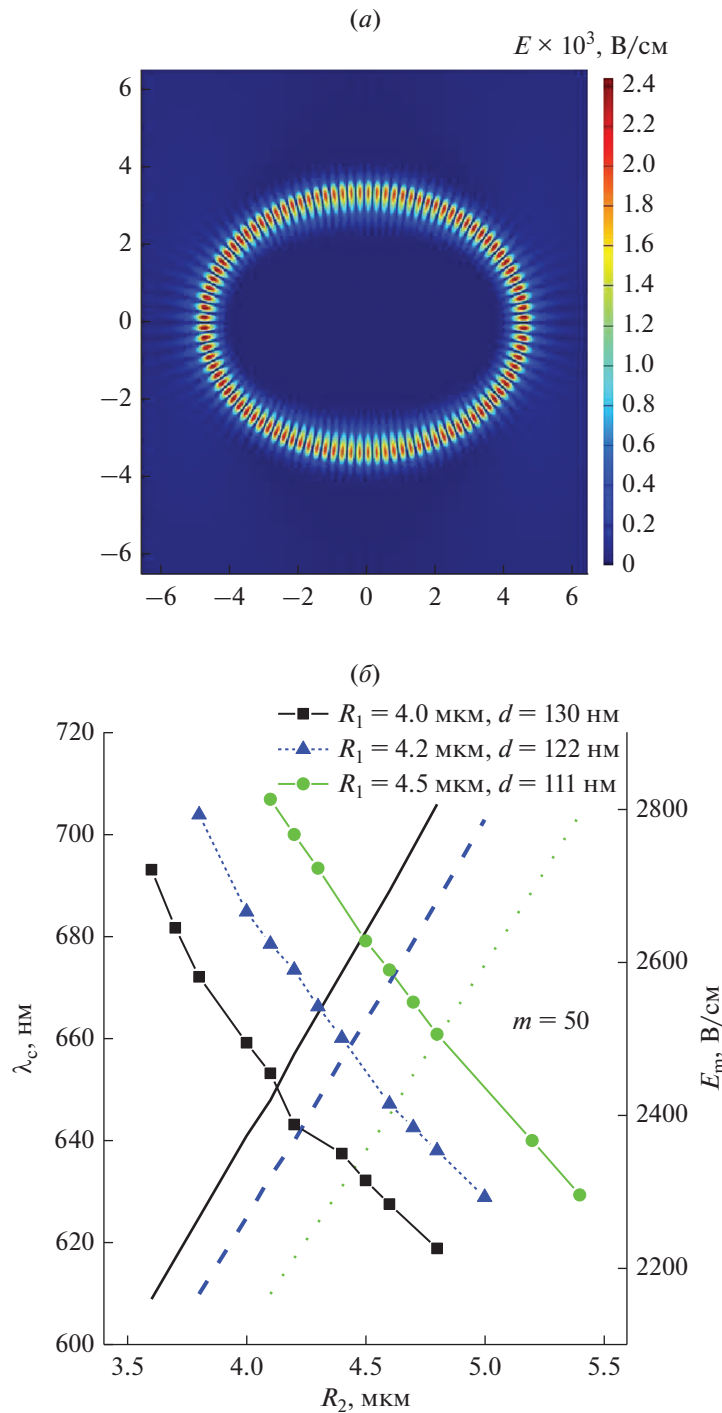 (а)
E × 10³, В/см
6
4
2
0
−2
−4
−6
−6 −4 −2 0 2 4 6
2.4
2.2
2.0
1.8
1.6
1.4
1.2
1.0
0.8
0.6
0.4
0.2
0
(б)
R₁ = 4.0 мкм, d = 130 нм
R₁ = 4.2 мкм, d = 122 нм
R₁ = 4.5 мкм, d = 111 нм
720
700
680
660
640
620
600
λc, нм
m = 50
2800
2600
2400
2200
Eₘ, В/см
3.5 4.0 4.5 5.0 5.5
R₂, мкм